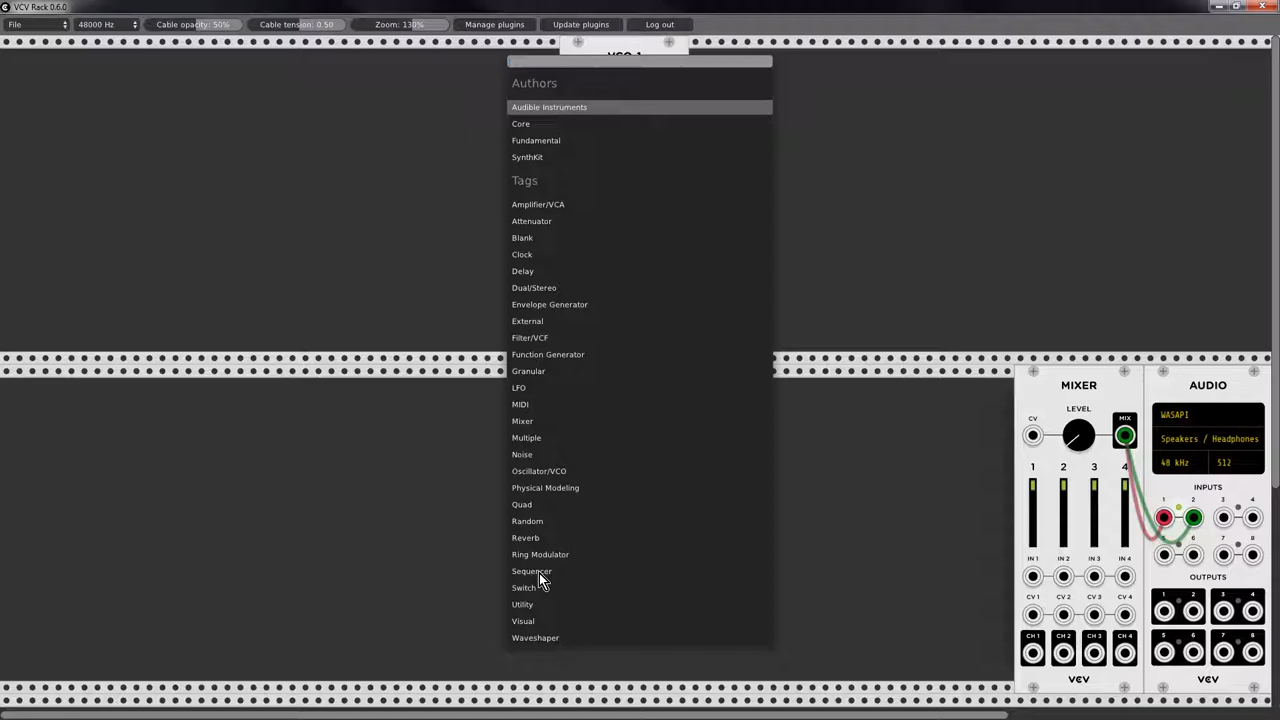 VCV Rack 0.6.0
File 48000 Hz Cable opacity: 50% Cable tension: 0.50 Zoom: 130% Manage plugins Update plugins Log out
VCO-1
Authors
Audible Instruments
Core
Fundamental
SynthKit
Tags
Amplifier/VCA
Attenuator
Blank
Clock
Delay
Dual/Stereo
Envelope Generator
External
Filter/VCF
Function Generator
Granular
LFO
MIDI
Mixer
Multiple
Noise
Oscillator/VCO
Physical Modeling
Quad
Random
Reverb
Ring Modulator
Sequencer
Switch
Utility
Visual
Waveshaper
MIXER
LEVEL
CV MIX
1 2 3 4
IN 1 IN 2 IN 3 IN 4
CV 1 CV 2 CV 3 CV 4
CH 1 CH 2 CH 3 CH 4
VCV
AUDIO
WASAPI
Speakers / Headphones
48 kHz 512
INPUTS
1 2 3 4
6 7 8
OUTPUTS
1 2 3 4
5 6 7 8
VCV